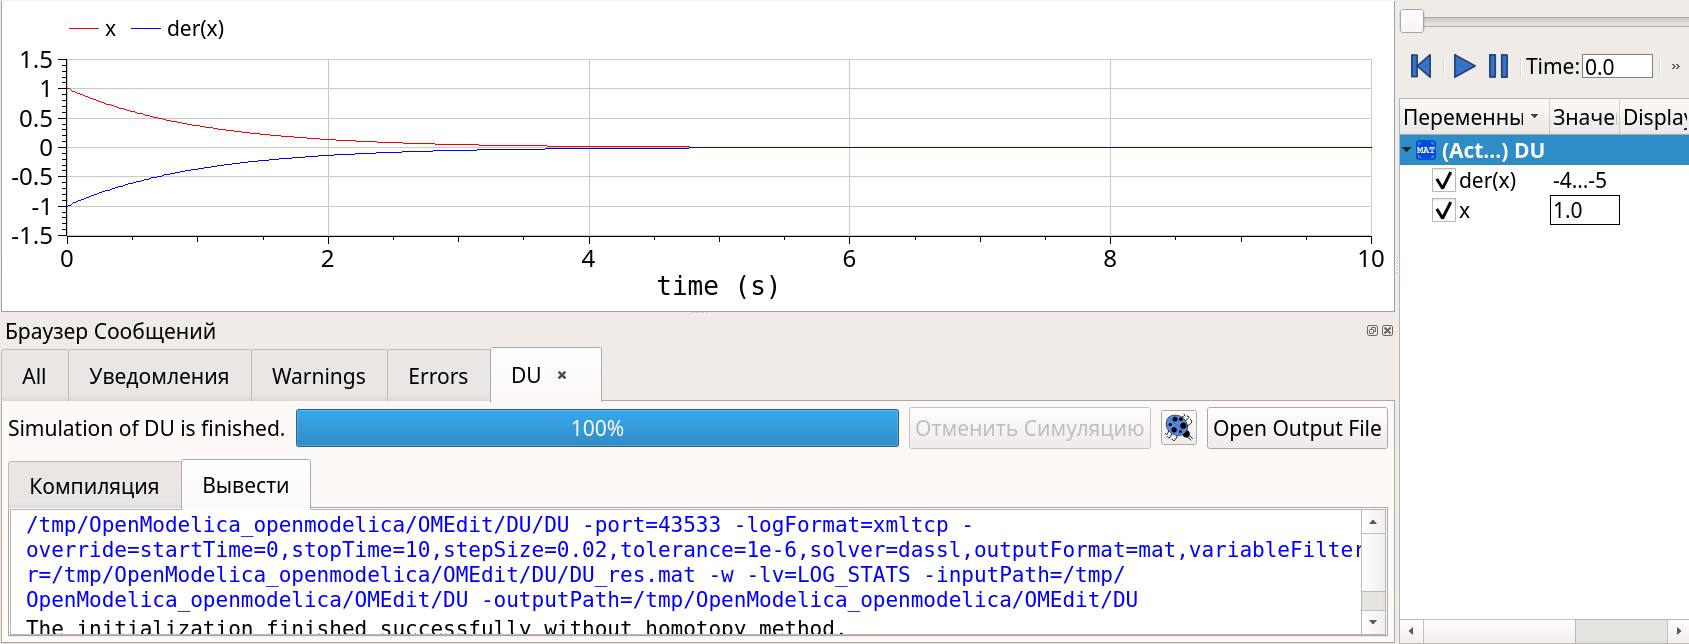 x der(x)
1.5
1
0.5
0
-0.5
-1
-1.5
0 2 4 6 8 10
time (s)
Time: 0.0 »
Переменны Значе Display
MAT (Act...) DU
der(x) -4...-5
x 1.0
Браузер Сообщений
All Уведомления Warnings Errors DU
Simulation of DU is finished. 100% Отменить Симуляцию Open Output File
Компиляция Вывести
/tmp/OpenModelica_openmodelica/OMEdit/DU/DU -port=43533 -logFormat=xmltcp -
override=startTime=0,stopTime=10,stepSize=0.02,tolerance=1e-6,solver=dassl,outputFormat=mat,variableFilter
r=/tmp/OpenModelica_openmodelica/OMEdit/DU/DU_res.mat -w -lv=LOG_STATS -inputPath=/tmp/
OpenModelica_openmodelica/OMEdit/DU -outputPath=/tmp/OpenModelica_openmodelica/OMEdit/DU
The initialization finished successfully without homotopy method.